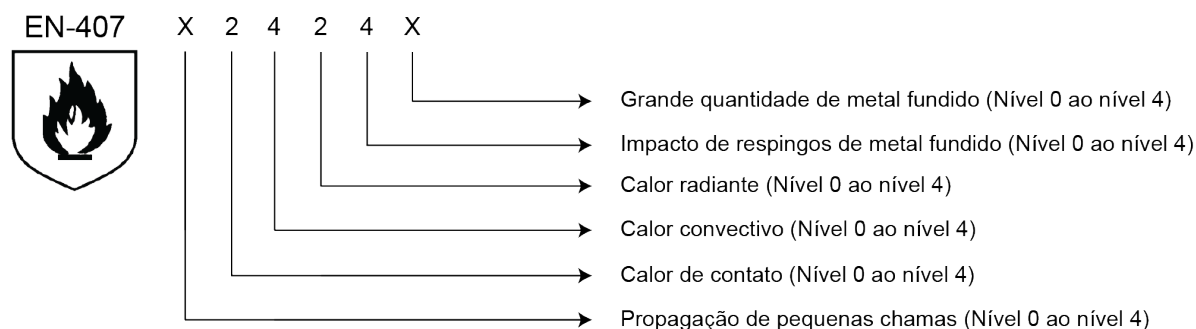 EN-407 X 2 4 2 4 X
Grande quantidade de metal fundido (Nível 0 ao nível 4)
Impacto de respingos de metal fundido (Nível 0 ao nível 4)
Calor radiante (Nível 0 ao nível 4)
Calor convectivo (Nível 0 ao nível 4)
Calor de contato (Nível 0 ao nível 4)
Propagação de pequenas chamas (Nível 0 ao nível 4)